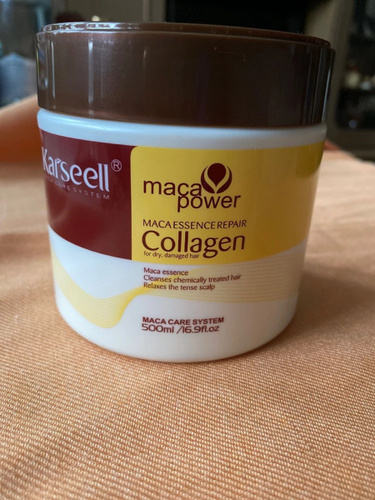 Karseell®
SYSTEM
maca
power
MACA ESSENCE REPAIR
Collagen
for dry, damaged hair
Maca essence
Cleanses chemically treated hair
Relaxes the tense scalp
MACA CARE SYSTEM
500ml /16.9fl.oz